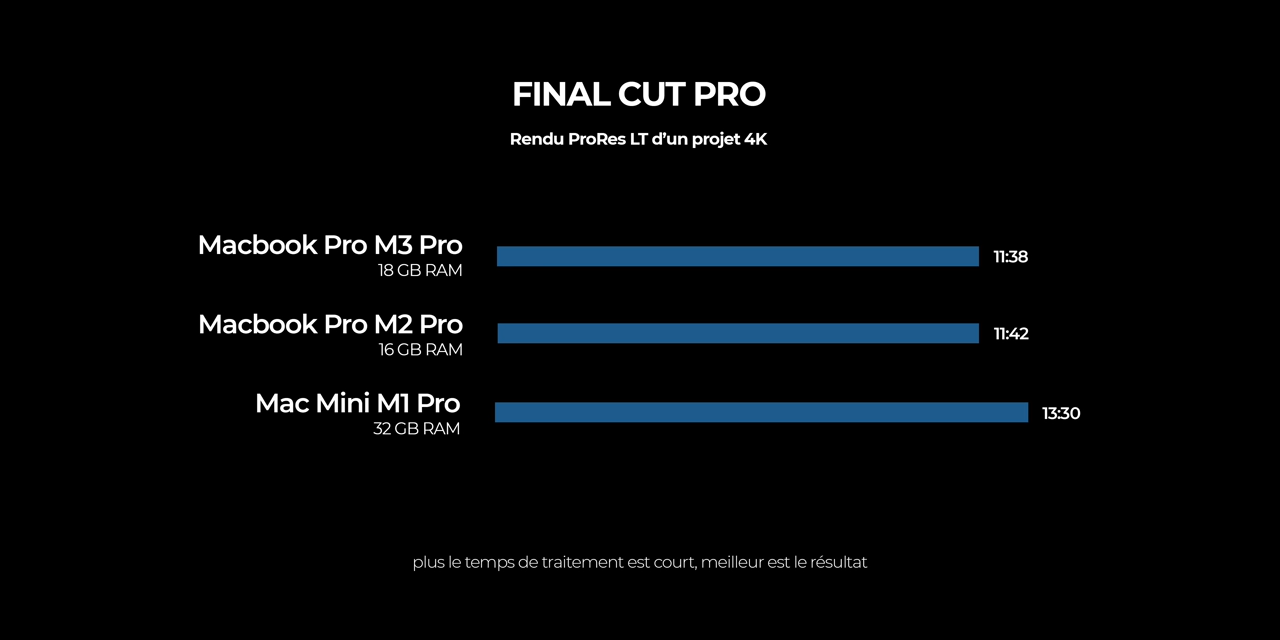 FINAL CUT PRO
Rendu ProRes LT d’un projet 4K
Macbook Pro M3 Pro
18 GB RAM
11:38
Macbook Pro M2 Pro
16 GB RAM
11:42
Mac Mini M1 Pro
32 GB RAM
13:30
plus le temps de traitement est court, meilleur est le résultat